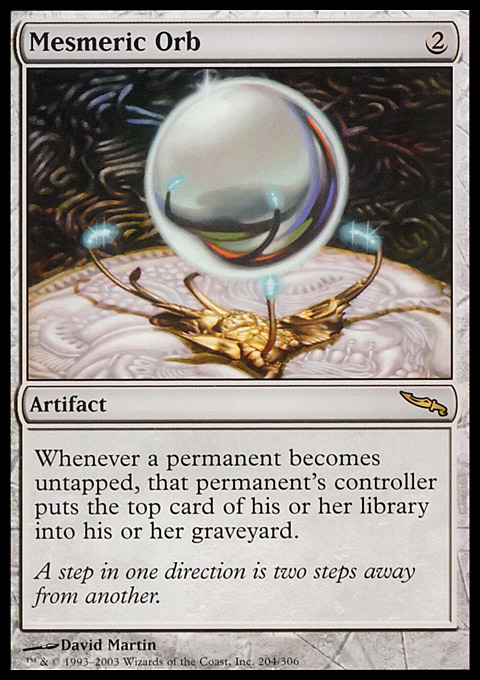 Mesmeric Orb 2
Artifact
Whenever a permanent becomes
untapped, that permanent's controller
puts the top card of his or her library
into his or her graveyard.
A step in one direction is two steps away
from another.
David Martin
™ & © 1993–2003 Wizards of the Coast, Inc. 204/306